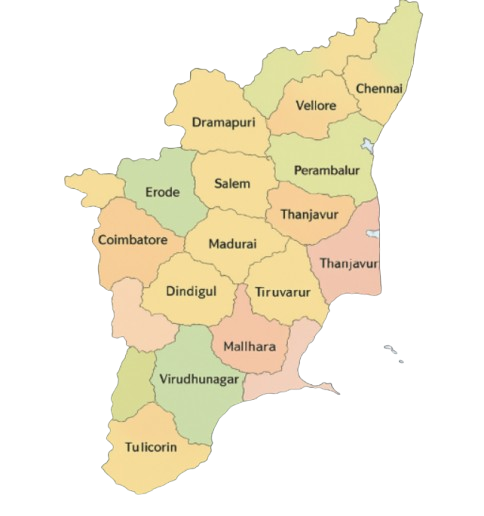 Chennai
Vellore
Dramapuri
Perambalur
Salem
Erode
Thanjavur
Coimbatore
Madurai
Thanjavur
Dindigul
Tiruvarur
Mallhara
Virudhunagar
Tulicorin